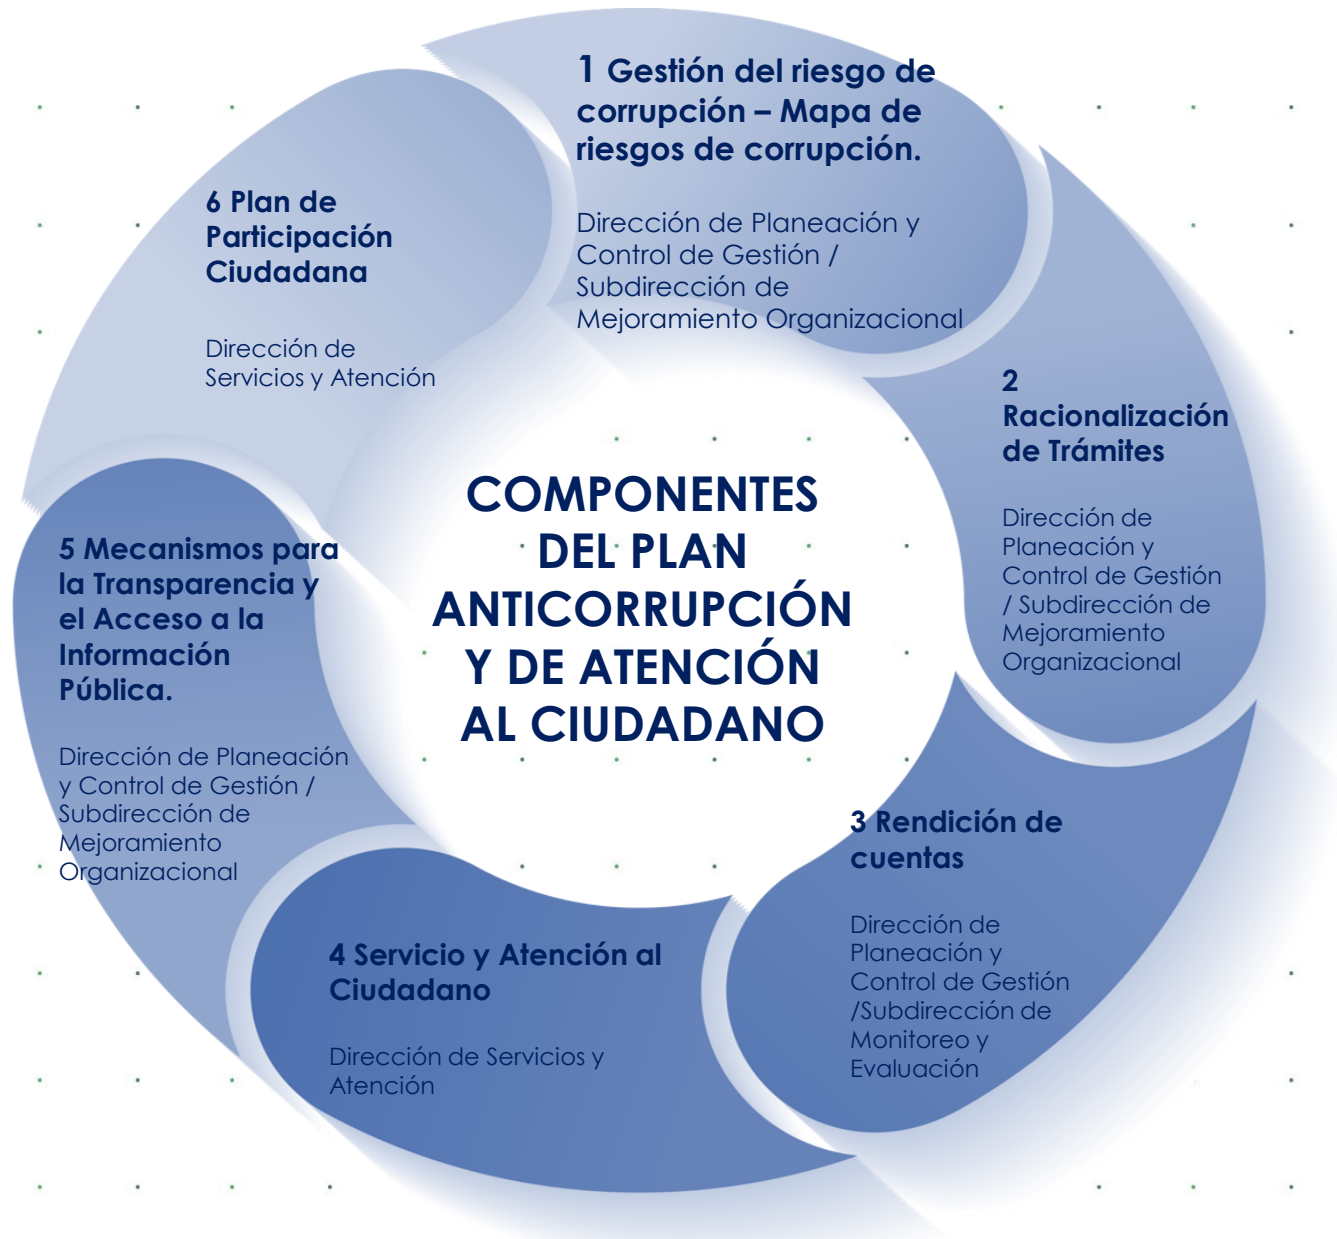 1 Gestión del riesgo de
corrupción – Mapa de
riesgos de corrupción.
Dirección de Planeación y
Control de Gestión /
Subdirección de
Mejoramiento Organizacional
2
Racionalización
de Trámites
Dirección de
Planeación y
Control de Gestión
/ Subdirección de
Mejoramiento
Organizacional
3 Rendición de
cuentas
Dirección de
Planeación y
Control de Gestión
/Subdirección de
Monitoreo y
Evaluación
4 Servicio y Atención al
Ciudadano
Dirección de Servicios y
Atención
5 Mecanismos para
la Transparencia y
el Acceso a la
Información
Pública.
Dirección de Planeación
y Control de Gestión /
Subdirección de
Mejoramiento
Organizacional
6 Plan de
Participación
Ciudadana
Dirección de
Servicios y Atención
COMPONENTES
DEL PLAN
ANTICORRUPCIÓN
Y DE ATENCIÓN
AL CIUDADANO